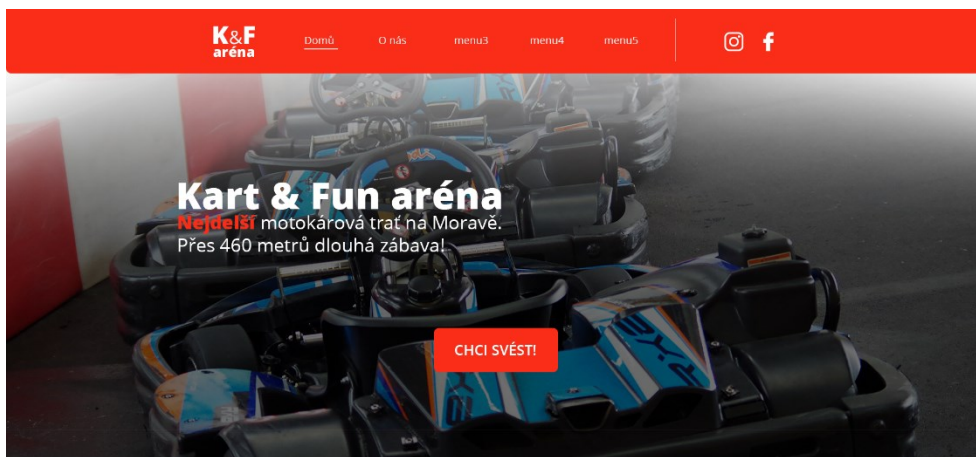 K&F
aréna
Domů
O nás
menu3
menu4
menu5
Kart & Fun aréna
Nejdelší motokárová trať na Moravě.
Přes 460 metrů dlouhá zábava!
CHCI SVÉST!